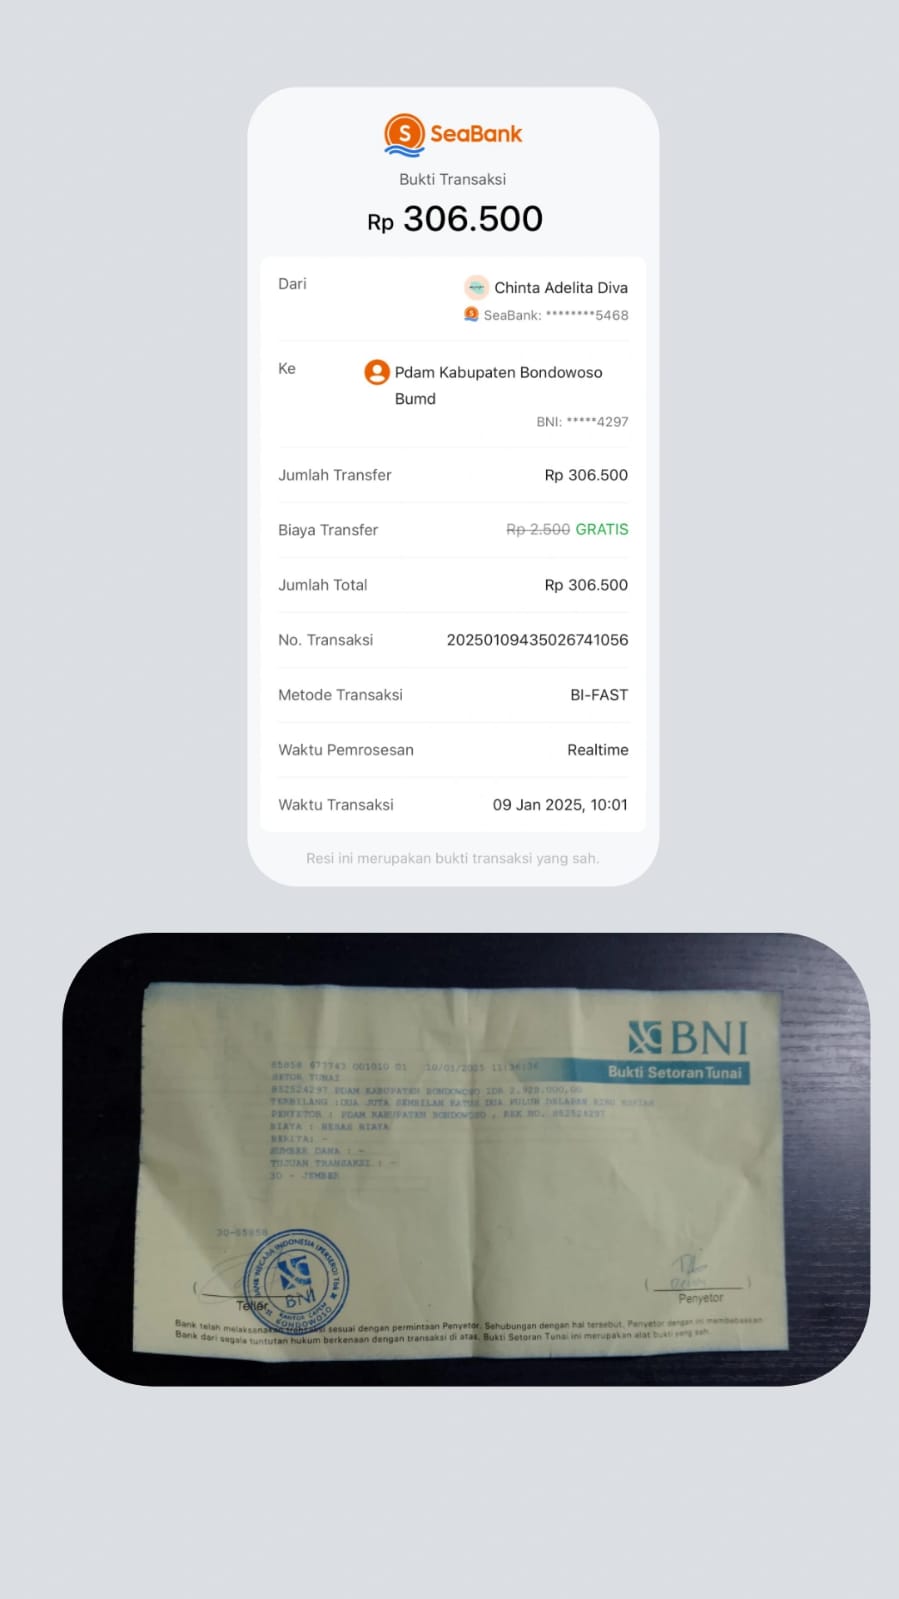 SeaBank
Bukti Transaksi
Rp 306.500
Dari
Chinta Adelita Diva
SeaBank: ********5468
Ke
Pdam Kabupaten Bondowoso
Bumd
BNI: *****4297
Jumlah Transfer Rp 306.500
Biaya Transfer Rp 2.500 GRATIS
Jumlah Total Rp 306.500
No. Transaksi 20250109435026741056
Metode Transaksi BI-FAST
Waktu Pemrosesan Realtime
Waktu Transaksi 09 Jan 2025, 10:01
Resi ini merupakan bukti transaksi yang sah.
BNI
Bukti Setoran Tunai
65858 677743 001010 01 10/01/2025 11:36:36
SETOR TUNAI
852524297 PDAM KABUPATEN BONDOWOSO IDR 2.928.000,00
TERBILANG :DUA JUTA SEMBILAN RATUS DUA PULUH DELAPAN RIBU RUPIAH
PENYETOR : PDAM KABUPATEN BONDOWOSO , REK NO. 852524297
BIAYA : BEBAS BIAYA
BERITA: -
SUMBER DANA : -
TUJUAN TRANSAKSI : -
30 - JEMBER
30-65858
BANK NEGARA INDONESIA (PERSERO) Tbk
BNI
BONDOWOSO
Teller
Penyetor
Bank telah melaksanakan transaksi sesuai dengan permintaan Penyetor. Sehubungan dengan hal tersebut, Penyetor dengan ini membebaskan
Bank dari segala tuntutan hukum berkenaan dengan transaksi di atas. Bukti Setoran Tunai ini merupakan alat bukti yang sah.